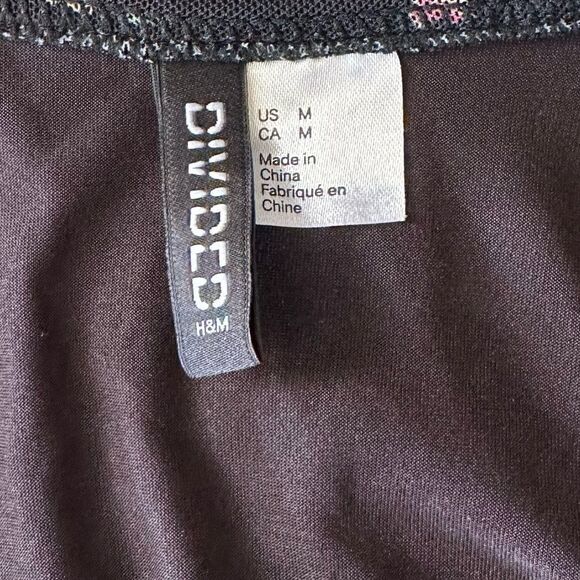 DIVIDED
H&M
US M
CA M
Made in
China
Fabriqué en
Chine